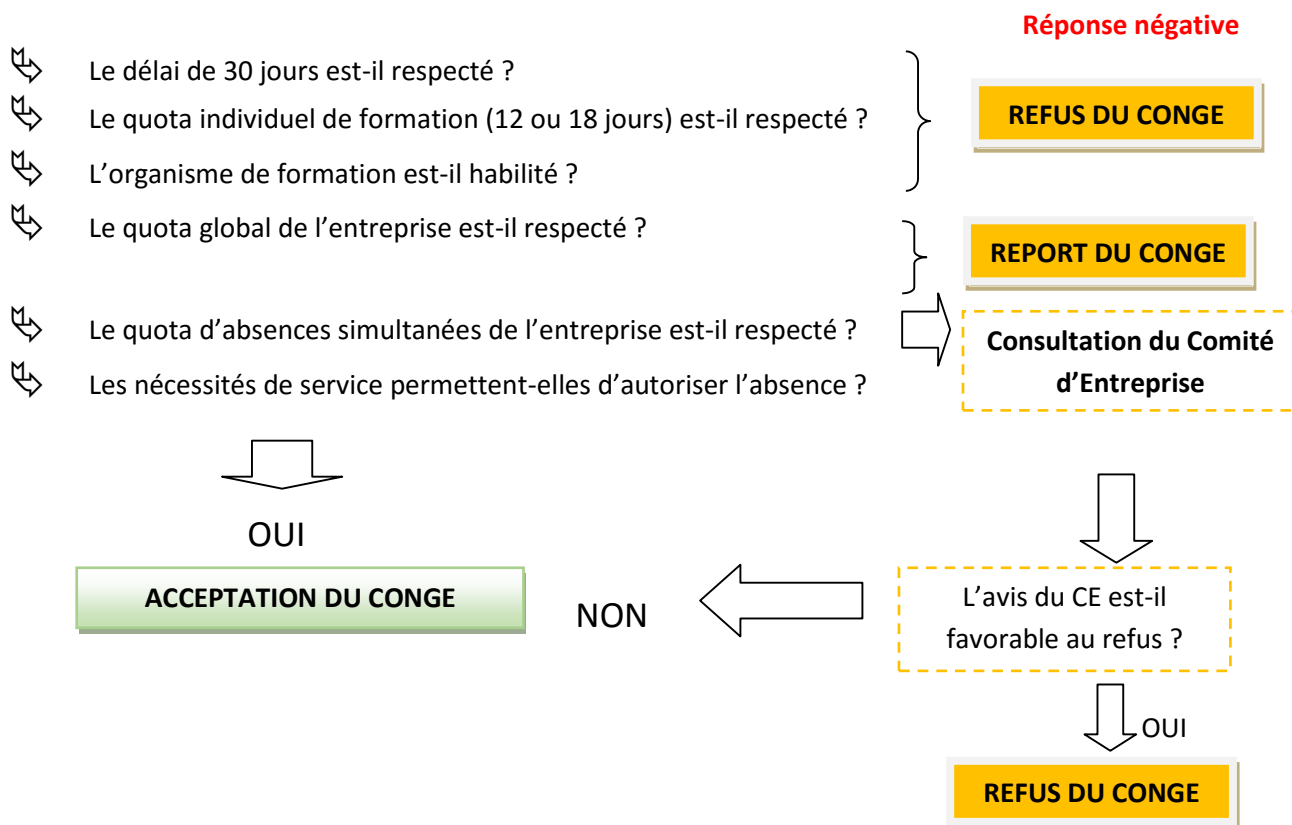 Réponse négative
Le délai de 30 jours est-il respecté ?
Le quota individuel de formation (12 ou 18 jours) est-il respecté ?
REFUS DU CONGE
L’organisme de formation est-il habilité ?
Le quota global de l’entreprise est-il respecté ?
REPORT DU CONGE
Le quota d’absences simultanées de l’entreprise est-il respecté ?
Les nécessités de service permettent-elles d’autoriser l’absence ?
Consultation du Comité
d’Entreprise
OUI
ACCEPTATION DU CONGE
NON
L’avis du CE est-il
favorable au refus ?
OUI
REFUS DU CONGE